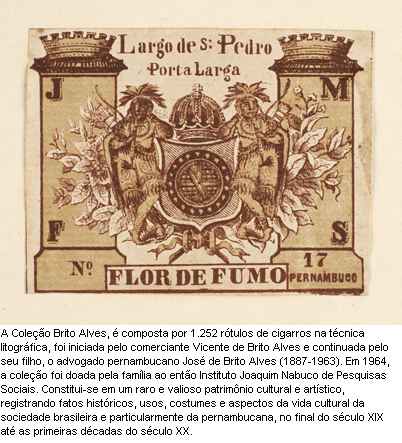 Largo de S: Pedro
Porta Larga
J M
F S
Nº 17
FLOR DE FUMO PERNAMBUCO
A Coleção Brito Alves, é composta por 1.252 rótulos de cigarros na técnica
litográfica, foi iniciada pelo comerciante Vicente de Brito Alves e continuada pelo
seu filho, o advogado pernambucano José de Brito Alves (1887-1963). Em 1964,
a coleção foi doada pela família ao então Instituto Joaquim Nabuco de Pesquisas
Sociais. Constitui-se em um raro e valioso patrimônio cultural e artístico,
registrando fatos históricos, usos, costumes e aspectos da vida cultural da
sociedade brasileira e particularmente da pernambucana, no final do século XIX
até as primeiras décadas do século XX.